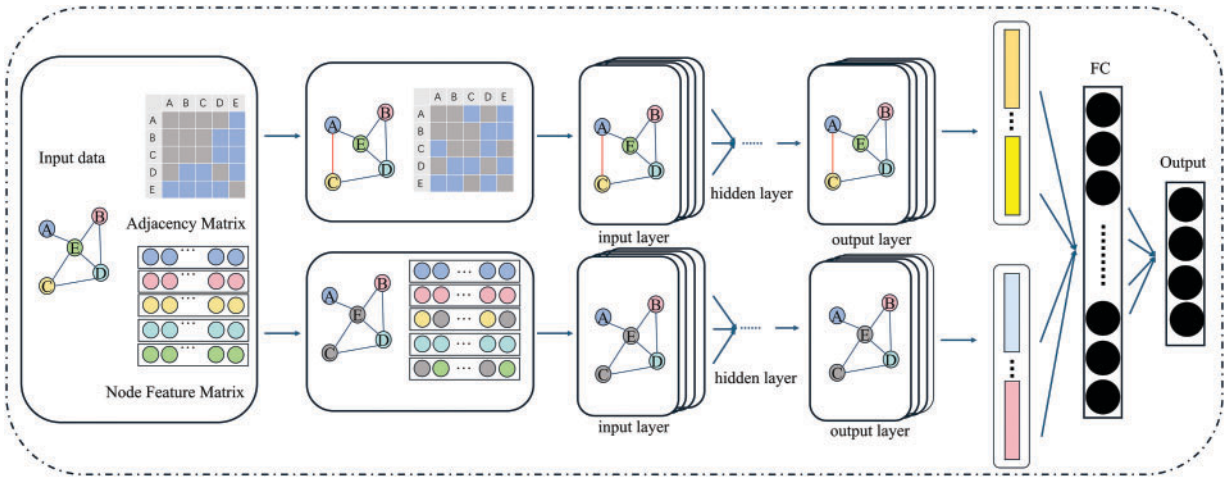 Input data
A B C D E
A
B
C
D
E
Adjacency Matrix
A
B
E
C
D
Node Feature Matrix
A
B
E
D
C
A B C D E
A
B
C
D
E
A
B
E
D
C
input layer
hidden layer
A
B
E
D
C
output layer
A
B
E
D
C
A
B
E
D
C
input layer
hidden layer
A
B
E
D
C
output layer
FC
Output